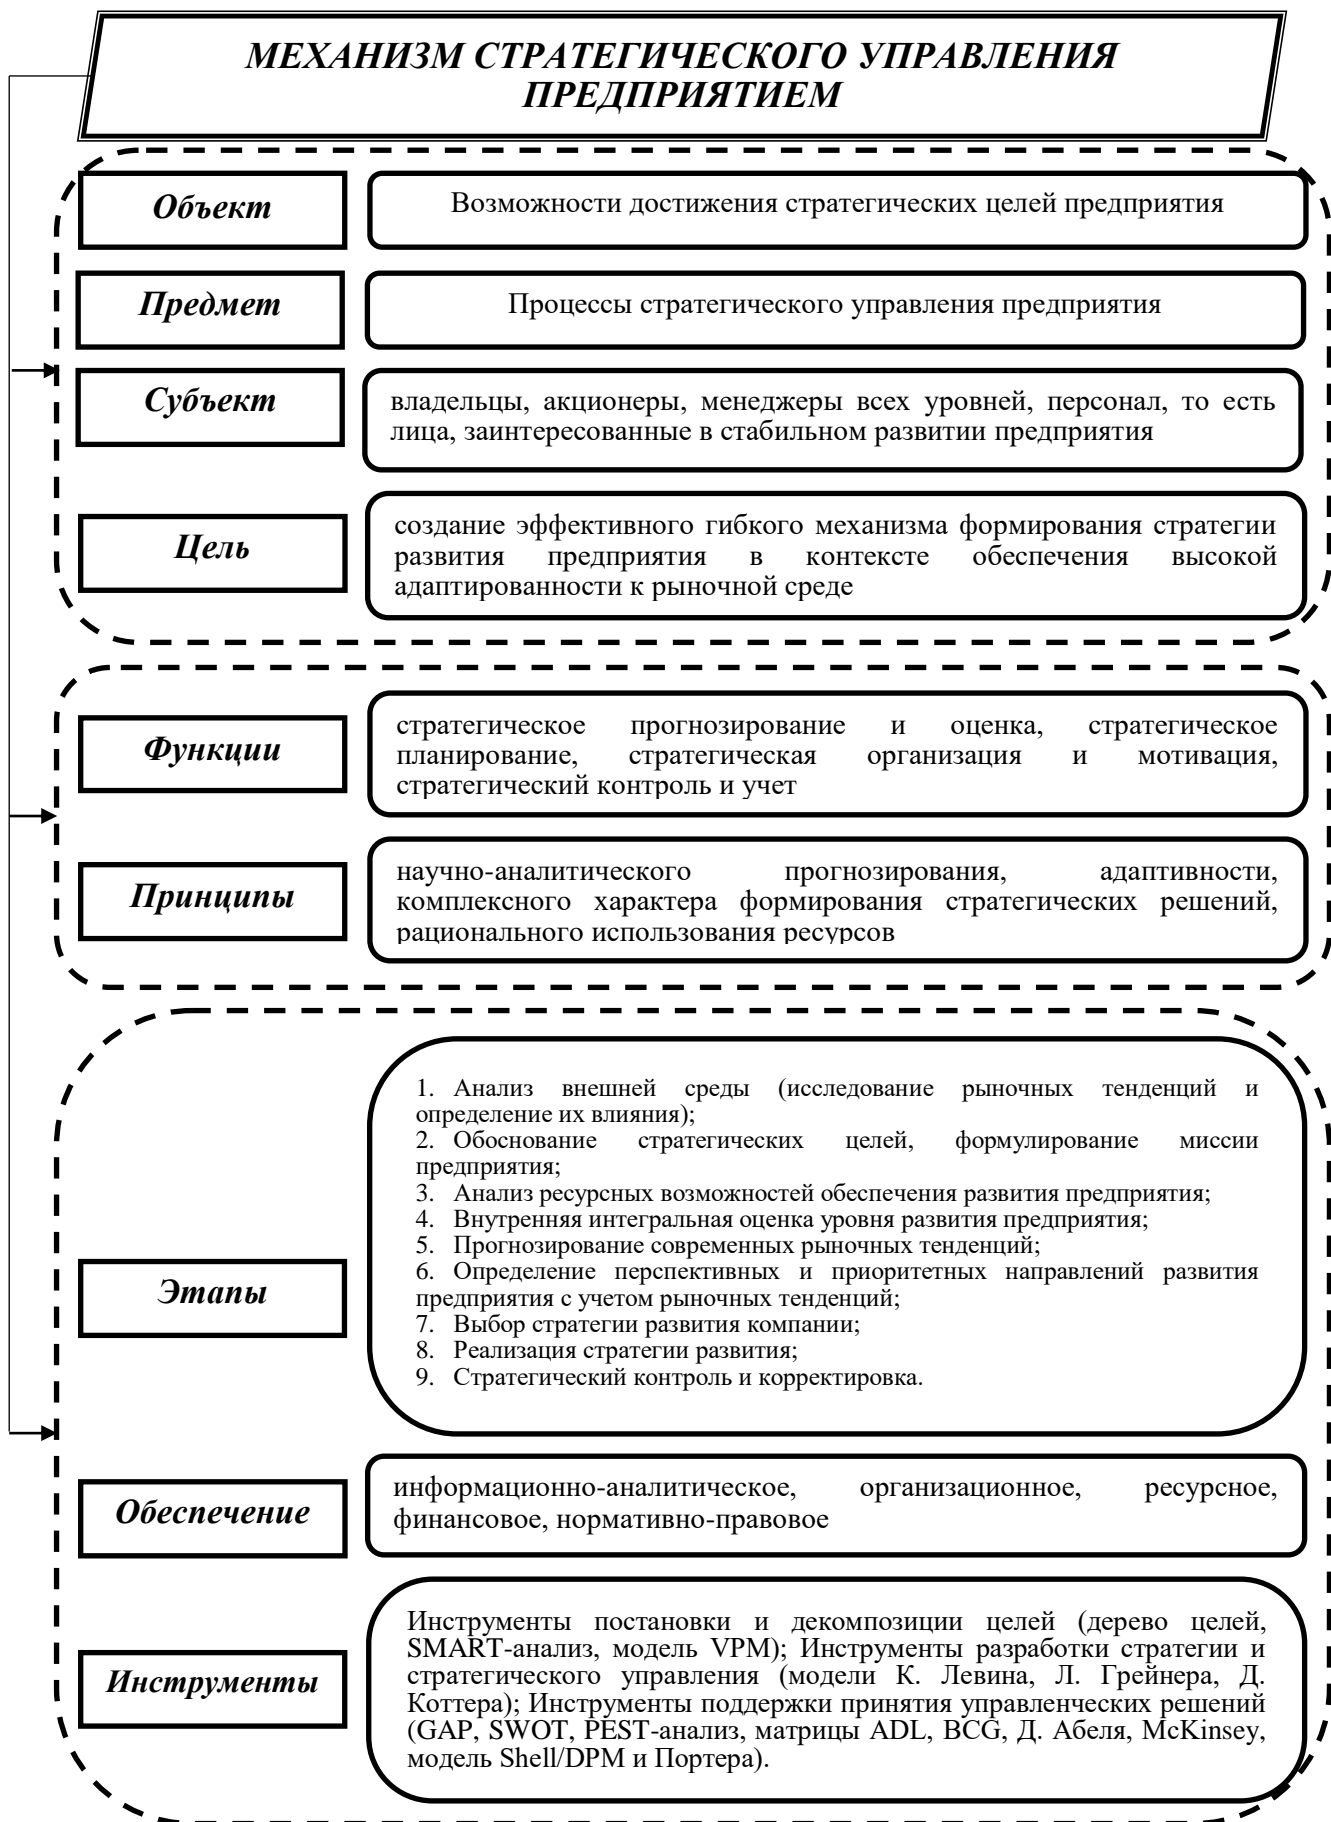 МЕХАНИЗМ СТРАТЕГИЧЕСКОГО УПРАВЛЕНИЯ
ПРЕДПРИЯТИЕМ
Объект
Возможности достижения стратегических целей предприятия
Предмет
Процессы стратегического управления предприятия
Субъект
владельцы, акционеры, менеджеры всех уровней, персонал, то есть
лица, заинтересованные в стабильном развитии предприятия
Цель
создание эффективного гибкого механизма формирования стратегии
развития предприятия в контексте обеспечения высокой
адаптированности к рыночной среде
Функции
стратегическое прогнозирование и оценка, стратегическое
планирование, стратегическая организация и мотивация,
стратегический контроль и учет
Принципы
научно-аналитического прогнозирования, адаптивности,
комплексного характера формирования стратегических решений,
рационального использования ресурсов
Этапы
1. Анализ внешней среды (исследование рыночных тенденций и
определение их влияния);
2. Обоснование стратегических целей, формулирование миссии
предприятия;
3. Анализ ресурсных возможностей обеспечения развития предприятия;
4. Внутренняя интегральная оценка уровня развития предприятия;
5. Прогнозирование современных рыночных тенденций;
6. Определение перспективных и приоритетных направлений развития
предприятия с учетом рыночных тенденций;
7. Выбор стратегии развития компании;
8. Реализация стратегии развития;
9. Стратегический контроль и корректировка.
Обеспечение
информационно-аналитическое, организационное, ресурсное,
финансовое, нормативно-правовое
Инструменты
Инструменты постановки и декомпозиции целей (дерево целей,
SMART-анализ, модель VPM); Инструменты разработки стратегии и
стратегического управления (модели К. Левина, Л. Грейнера, Д.
Коттера); Инструменты поддержки принятия управленческих решений
(GAP, SWOT, PEST-анализ, матрицы ADL, BCG, Д. Абеля, McKinsey,
модель Shell/DPM и Портера).